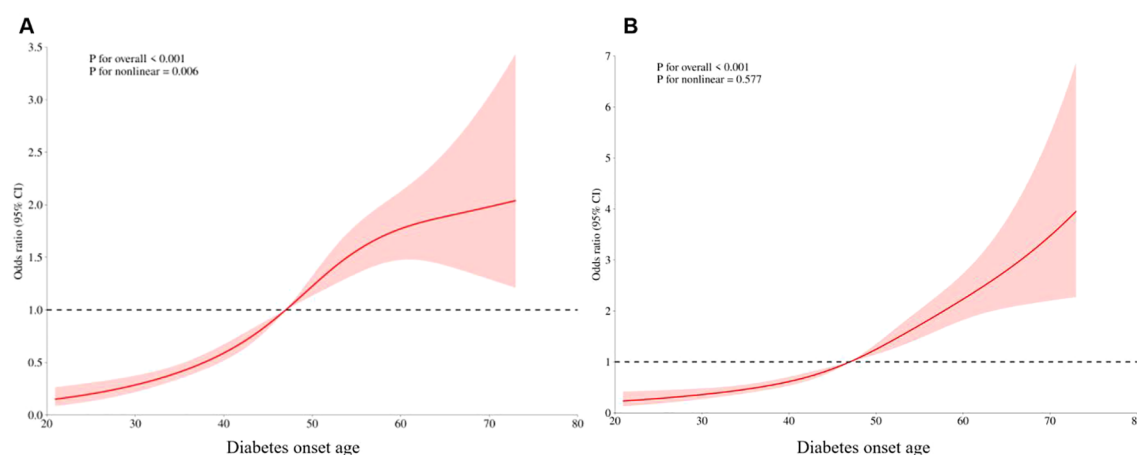 A
P for overall < 0.001
P for nonlinear = 0.006
3.5
3.0
2.5
2.0
1.5
1.0
0.5
0.0
Odds ratio (95% CI)
20 30 40 50 60 70 80
Diabetes onset age
B
P for overall < 0.001
P for nonlinear = 0.577
7
6
5
4
3
2
1
0
Odds ratio (95% CI)
20 30 40 50 60 70
Diabetes onset age